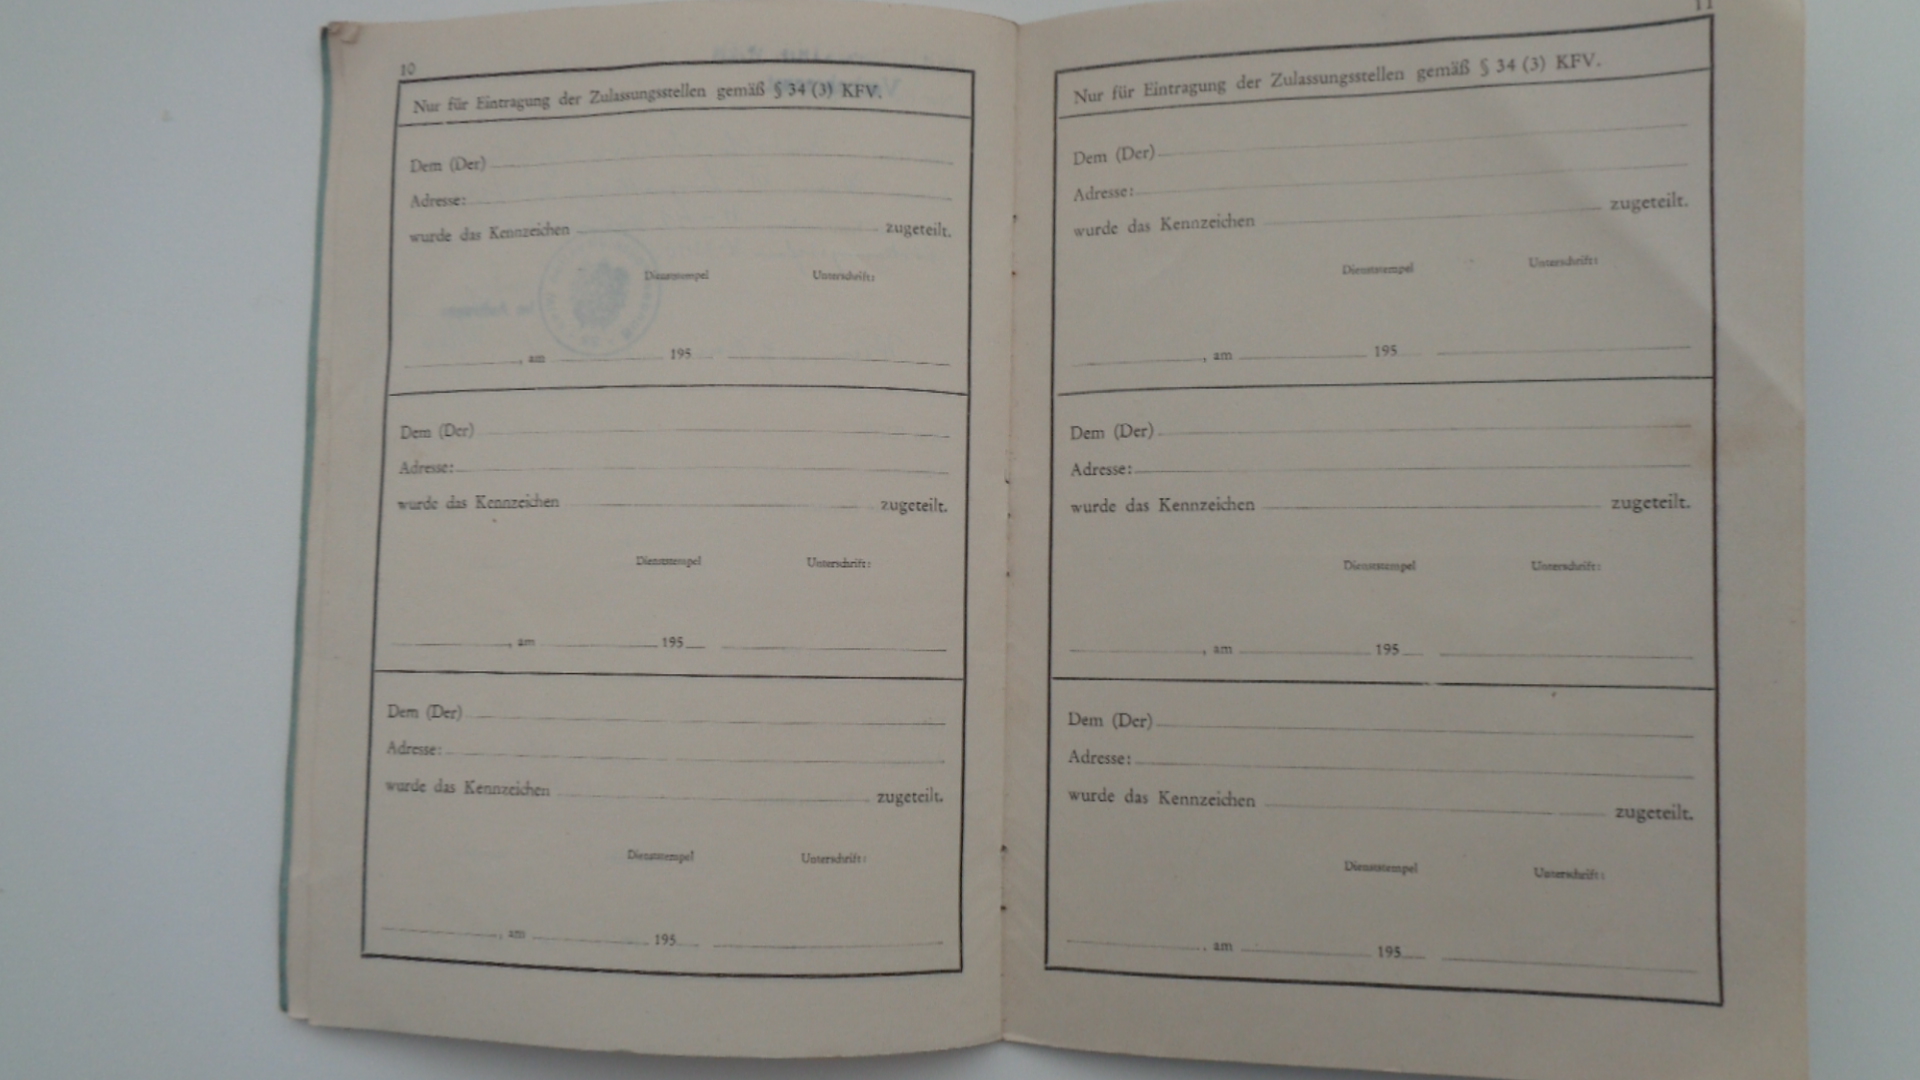 10
Nur für Eintragung der Zulassungsstellen gemäß § 34 (3) KFV.
Dem (Der)
Adresse:
wurde das Kennzeichen zugeteilt.
Dienststempel Unterschrift:
, am 195
Dem (Der)
Adresse:
wurde das Kennzeichen zugeteilt.
Dienststempel Unterschrift:
, am 195
Dem (Der)
Adresse:
wurde das Kennzeichen zugeteilt.
Dienststempel Unterschrift:
, am 195
11
Nur für Eintragung der Zulassungsstellen gemäß § 34 (3) KFV.
Dem (Der)
Adresse:
wurde das Kennzeichen zugeteilt.
Dienststempel Unterschrift:
, am 195
Dem (Der)
Adresse:
wurde das Kennzeichen zugeteilt.
Dienststempel Unterschrift:
, am 195
Dem (Der)
Adresse:
wurde das Kennzeichen zugeteilt.
Dienststempel Unterschrift:
, am 195